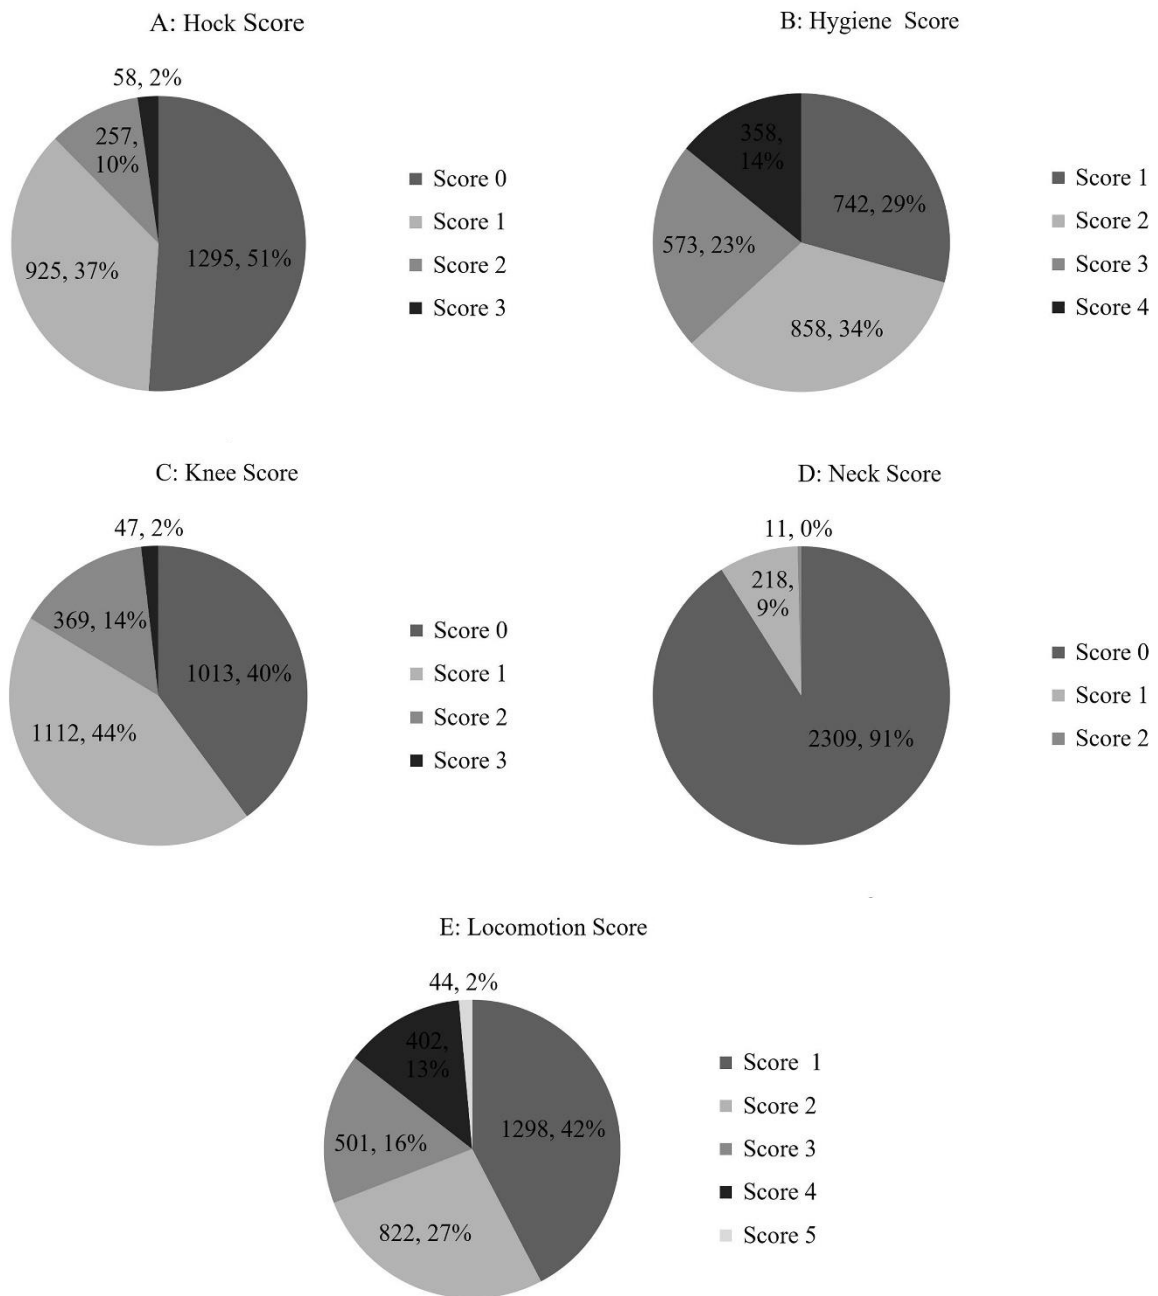 A: Hock Score
58, 2%
257,
10%
925, 37%
1295, 51%
Score 0
Score 1
Score 2
Score 3
B: Hygiene Score
358,
14%
742, 29%
573, 23%
858, 34%
Score 1
Score 2
Score 3
Score 4
C: Knee Score
47, 2%
369, 14%
1013, 40%
1112, 44%
Score 0
Score 1
Score 2
Score 3
D: Neck Score
11, 0%
218,
9%
2309, 91%
Score 0
Score 1
Score 2
E: Locomotion Score
44, 2%
402,
13%
501, 16%
1298, 42%
822, 27%
Score 1
Score 2
Score 3
Score 4
Score 5